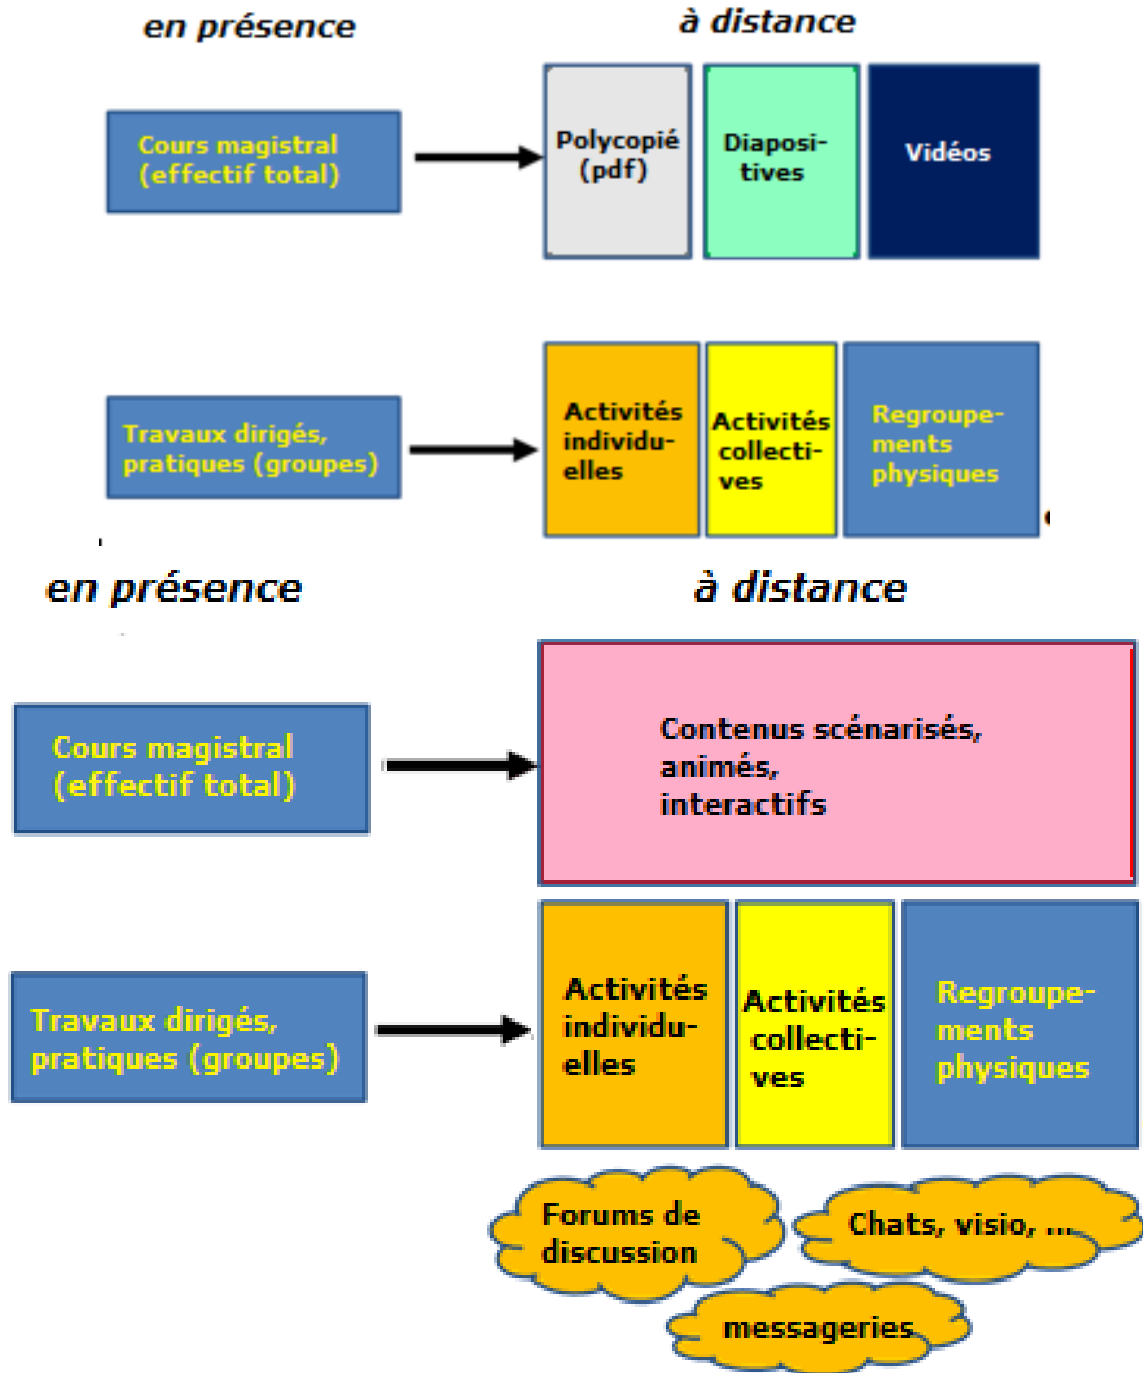 en présence
à distance
Cours magistral
(effectif total)
Polycopié
(pdf)
Diaposi-
tives
Vidéos
Travaux dirigés,
pratiques (groupes)
Activités
individu-
elles
Activités
collecti-
ves
Regroupe-
ments
physiques
en présence
à distance
Cours magistral
(effectif total)
Contenus scénarisés,
animés,
interactifs
Travaux dirigés,
pratiques (groupes)
Activités
individu-
elles
Activités
collecti-
ves
Regroupe-
ments
physiques
Forums de
discussion
Chats, visio, ...
messageries